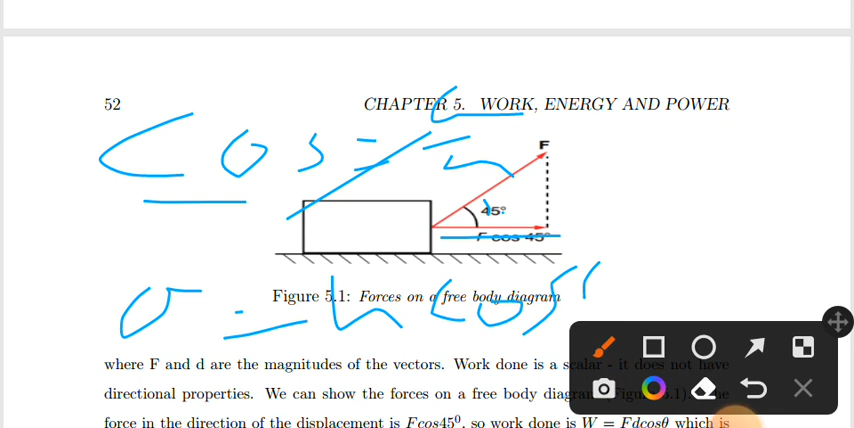 52 CHAPTER 5. WORK, ENERGY AND POWER
Cos =
F
45°
F cos 45°
Figure 5.1: Forces on a free body diagram
where F and d are the magnitudes of the vectors. Work done is a scalar - it does not have
directional properties. We can show the forces on a free body
force in the direction of the displacement is Fcos45⁰, so work done is W = Fdcosθ which is